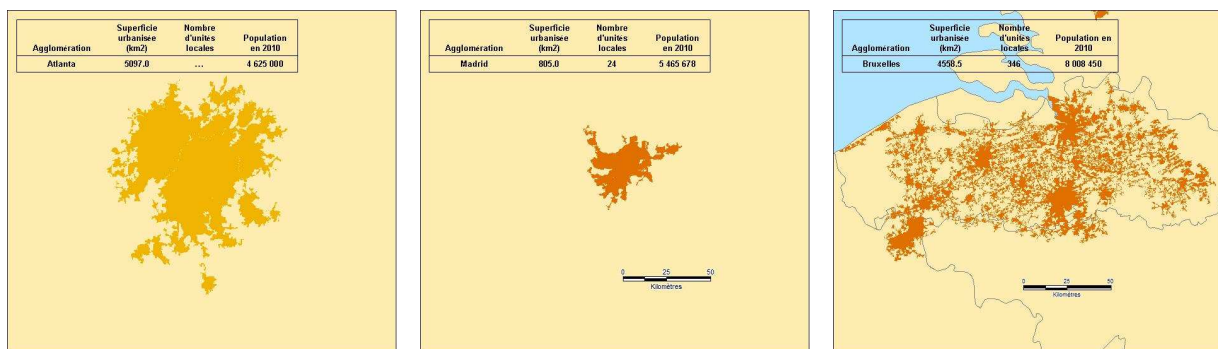 Superficie Nombre
urbanisée d'unités Population
Agglomération (km2) locales en 2010
Atlanta 5097.0 ... 4 625 000
Superficie Nombre
urbanisée d'unités Population
Agglomération (km2) locales en 2010
Madrid 805.0 24 5 465 678
0 25 50
Kilomètres
Superficie Nombre
urbanisée d'unités Population en
Agglomération (km2) locales 2010
Bruxelles 4558.5 346 8 008 450
0 25 50
Kilomètres